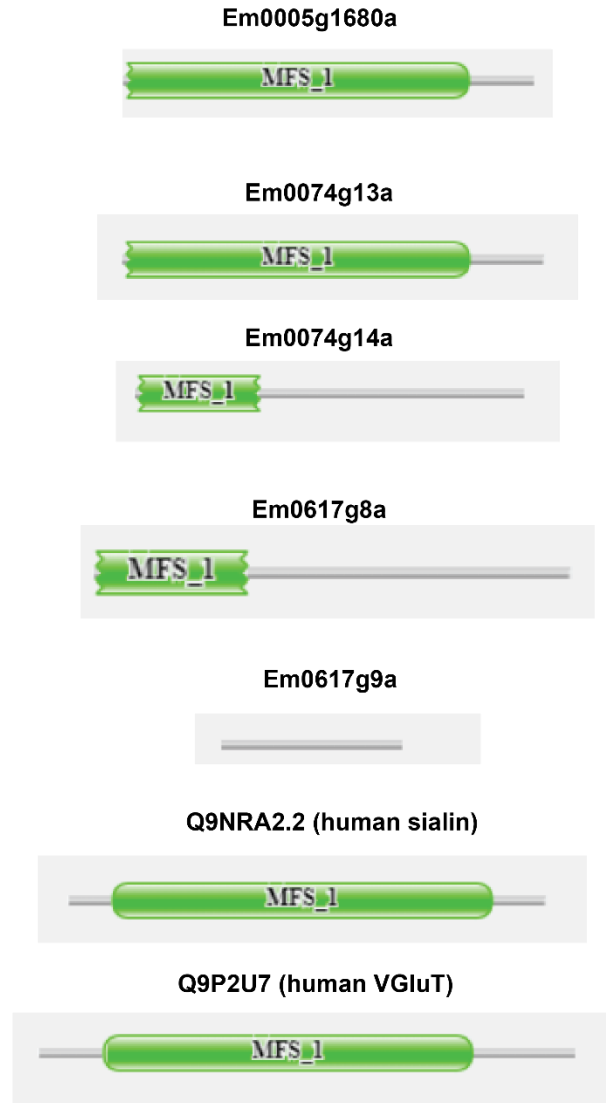 Em0005g1680a
MFS_1
Em0074g13a
MFS_1
Em0074g14a
MFS_1
Em0617g8a
MFS_1
Em0617g9a
Q9NRA2.2 (human sialin)
MFS_1
Q9P2U7 (human VGluT)
MFS_1